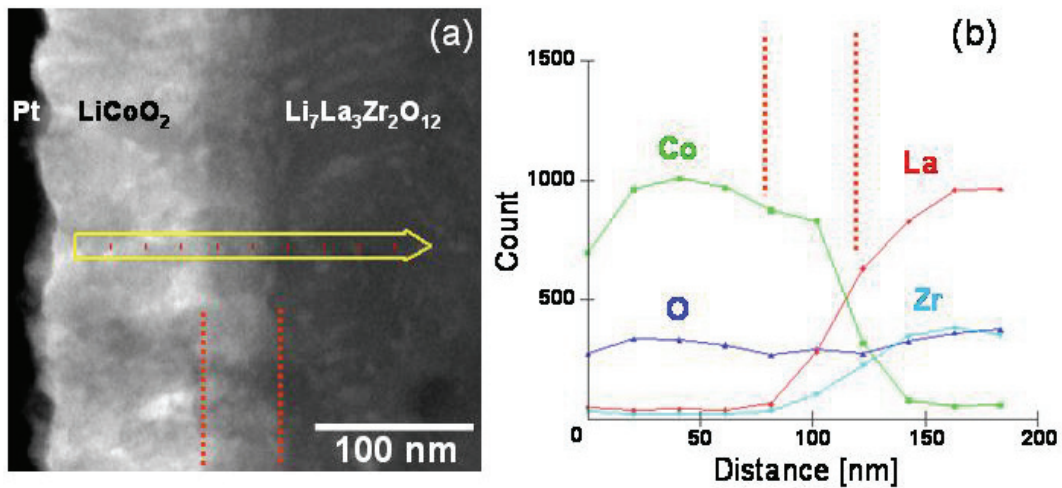 (a)
Pt
LiCoO₂
Li₇La₃Zr₂O₁₂
100 nm
(b)
1500
Co
La
1000
Count
500
O
Zr
0
50
100
150
200
Distance [nm]